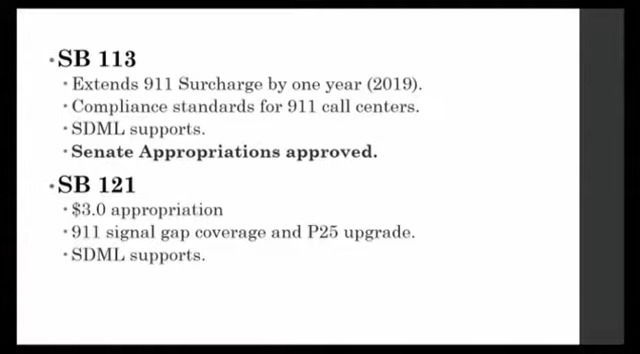 SB 113
Extends 911 Surcharge by one year (2019).
Compliance standards for 911 call centers.
SDML supports.
Senate Appropriations approved.
SB 121
$3.0 appropriation
911 signal gap coverage and P25 upgrade.
SDML supports.